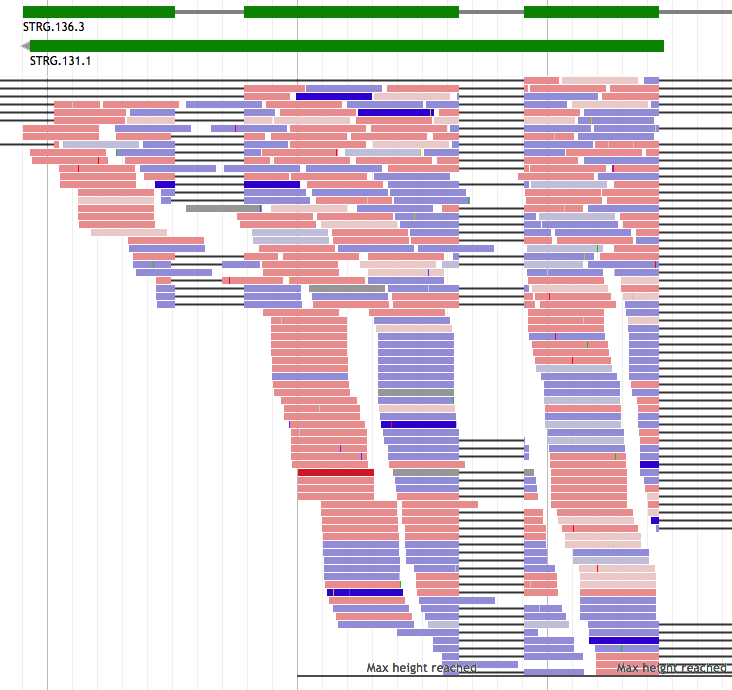 STRG.136.3
STRG.131.1
Max height reached
Max height reached